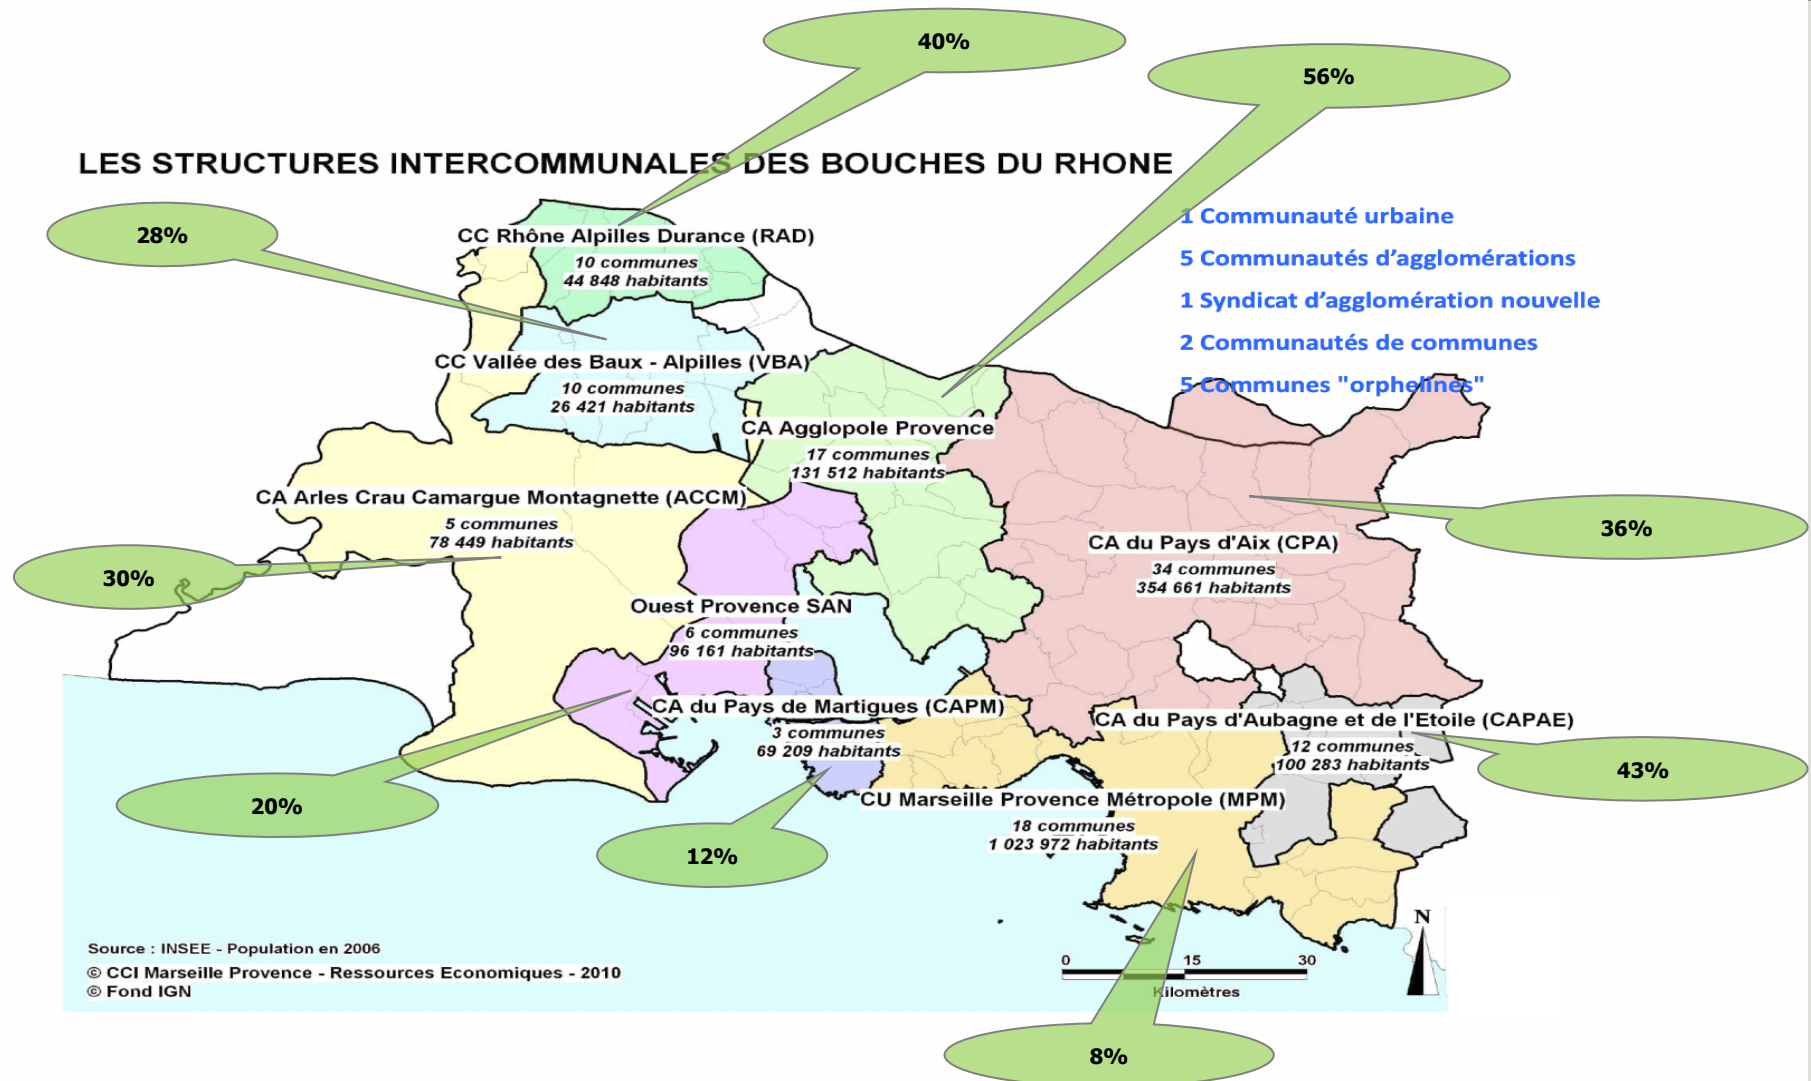 40%
56%
LES STRUCTURES INTERCOMMUNALES DES BOUCHES DU RHONE
1 Communauté urbaine
5 Communautés d’agglomérations
1 Syndicat d’agglomération nouvelle
2 Communautés de communes
5 Communes "orphelines"
28%
CC Rhône Alpilles Durance (RAD)
10 communes
44 848 habitants
CC Vallée des Baux - Alpilles (VBA)
10 communes
26 421 habitants
CA Agglopole Provence
17 communes
131 512 habitants
CA Arles Crau Camargue Montagnette (ACCM)
5 communes
78 449 habitants
36%
CA du Pays d'Aix (CPA)
34 communes
354 661 habitants
30%
Ouest Provence SAN
6 communes
96 161 habitants
CA du Pays de Martigues (CAPM)
3 communes
69 209 habitants
CA du Pays d'Aubagne et de l'Etoile (CAPAE)
12 communes
100 283 habitants
43%
20%
CU Marseille Provence Métropole (MPM)
18 communes
1 023 972 habitants
12%
N
0 15 30
Kilomètres
Source : INSEE - Population en 2006
© CCI Marseille Provence - Ressources Economiques - 2010
© Fond IGN
8%